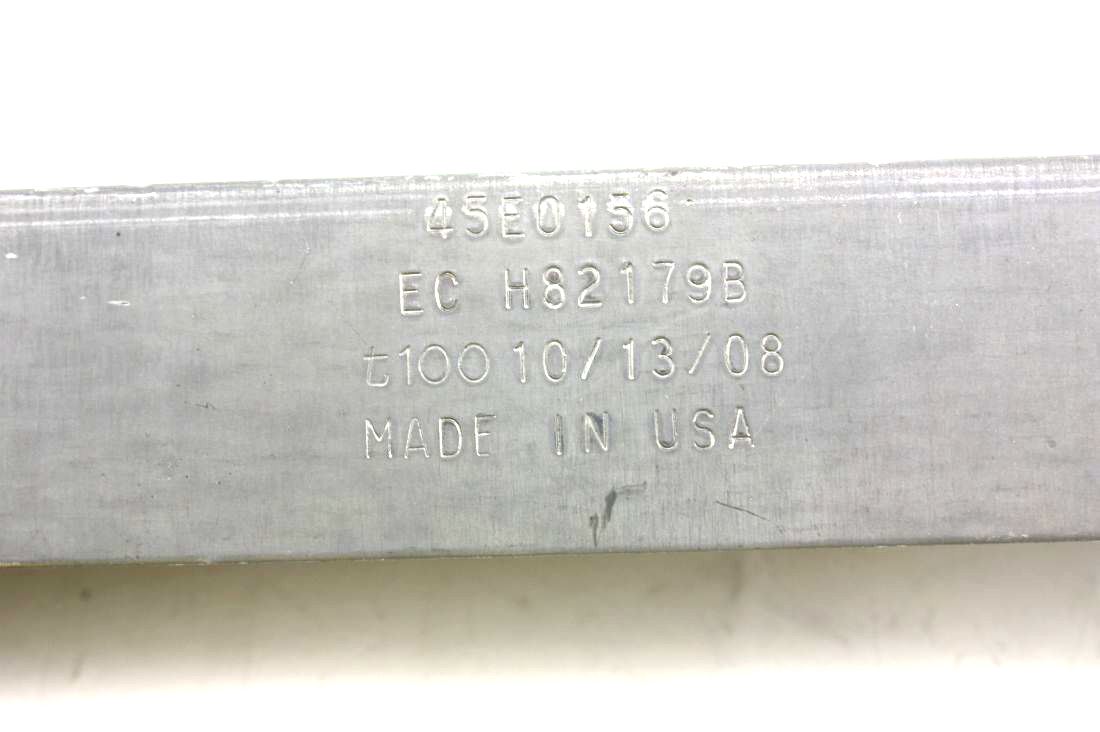 45E0156
EC H82179B
t100 10/13/08
MADE IN USA